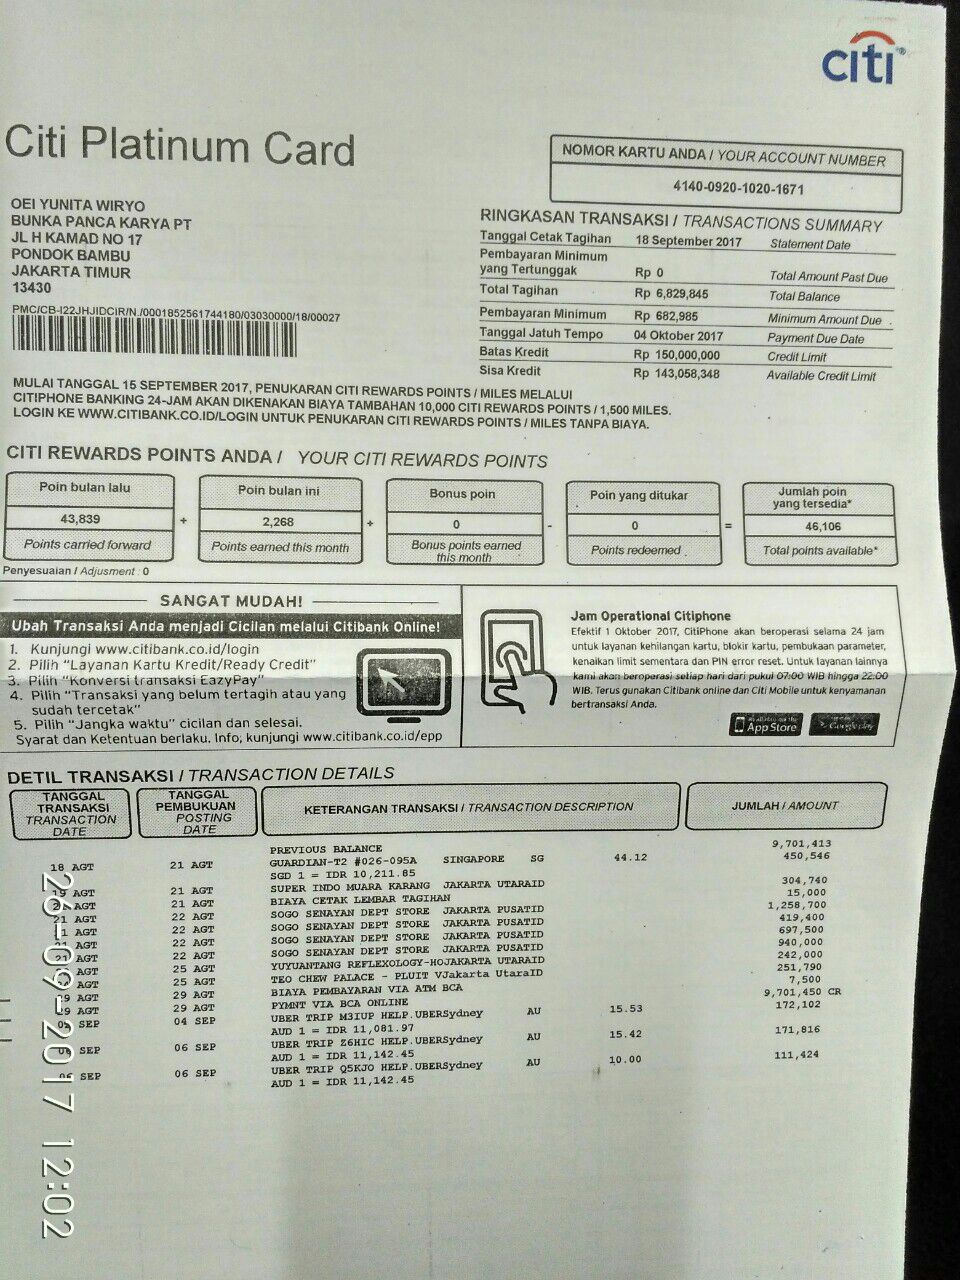 citi
Citi Platinum Card
NOMOR KARTU ANDA / YOUR ACCOUNT NUMBER
4140-0920-1020-1671
OEI YUNITA WIRYO
BUNKA PANCA KARYA PT
JL H KAMAD NO 17
PONDOK BAMBU
JAKARTA TIMUR
13430
PMC/CB-I22JHJIDCIR/N./0001852561744180/03030000/18/00027
RINGKASAN TRANSAKSI / TRANSACTIONS SUMMARY
Tanggal Cetak Tagihan 18 September 2017 Statement Date
Pembayaran Minimum
yang Tertunggak Rp 0 Total Amount Past Due
Total Tagihan Rp 6,829,845 Total Balance
Pembayaran Minimum Rp 682,985 Minimum Amount Due
Tanggal Jatuh Tempo 04 Oktober 2017 Payment Due Date
Batas Kredit Rp 150,000,000 Credit Limit
Sisa Kredit Rp 143,058,348 Available Credit Limit
MULAI TANGGAL 15 SEPTEMBER 2017, PENUKARAN CITI REWARDS POINTS / MILES MELALUI
CITIPHONE BANKING 24-JAM AKAN DIKENAKAN BIAYA TAMBAHAN 10,000 CITI REWARDS POINTS / 1,500 MILES.
LOGIN KE WWW.CITIBANK.CO.ID/LOGIN UNTUK PENUKARAN CITI REWARDS POINTS / MILES TANPA BIAYA.
CITI REWARDS POINTS ANDA / YOUR CITI REWARDS POINTS
Poin bulan lalu Poin bulan ini Bonus poin Poin yang ditukar Jumlah poin
yang tersedia*
43,839 + 2,268 + 0 - 0 = 46,106
Points carried forward Points earned this month Bonus points earned
this month Points redeemed Total points available*
Penyesuaian / Adjusment : 0
SANGAT MUDAH!
Ubah Transaksi Anda menjadi Cicilan melalui Citibank Online!
1. Kunjungi www.citibank.co.id/login
2. Pilih "Layanan Kartu Kredit/Ready Credit"
3. Pilih "Konversi transaksi EazyPay"
4. Pilih "Transaksi yang belum tertagih atau yang
sudah tercetak"
5. Pilih "Jangka waktu" cicilan dan selesai.
Syarat dan Ketentuan berlaku. Info; kunjungi www.citibank.co.id/epp
Jam Operational Citiphone
Efektif 1 Oktober 2017, CitiPhone akan beroperasi selama 24 jam
untuk layanan kehilangan kartu, blokir kartu, pembukaan parameter,
kenaikan limit sementara dan PIN error reset. Untuk layanan lainnya
kami akan beroperasi setiap hari dari pukul 07:00 WIB hingga 22:00
WIB. Terus gunakan Citibank online dan Citi Mobile untuk kenyamanan
bertransaksi Anda.
App Store Google play
DETIL TRANSAKSI / TRANSACTION DETAILS
TANGGAL
TRANSAKSI
TRANSACTION
DATE
TANGGAL
PEMBUKUAN
POSTING
DATE
KETERANGAN TRANSAKSI / TRANSACTION DESCRIPTION
JUMLAH / AMOUNT
PREVIOUS BALANCE 9,701,413
18 AGT 21 AGT GUARDIAN-T2 #026-095A SINGAPORE SG 44.12 450,546
SGD 1 = IDR 10,211.85
19 AGT 21 AGT SUPER INDO MUARA KARANG JAKARTA UTARAID 304,740
AGT 21 AGT BIAYA CETAK LEMBAR TAGIHAN 15,000
21 AGT 22 AGT SOGO SENAYAN DEPT STORE JAKARTA PUSATID 1,258,700
AGT 22 AGT SOGO SENAYAN DEPT STORE JAKARTA PUSATID 419,400
21 AGT 22 AGT SOGO SENAYAN DEPT STORE JAKARTA PUSATID 697,500
21 AGT 22 AGT SOGO SENAYAN DEPT STORE JAKARTA PUSATID 940,000
AGT 25 AGT YUYUANTANG REFLEXOLOGY-HOJAKARTA UTARAID 242,000
AGT 25 AGT TEO CHEW PALACE - PLUIT VJakarta UtaraID 251,790
29 AGT 29 AGT BIAYA PEMBAYARAN VIA ATM BCA 7,500
29 AGT 29 AGT PYMNT VIA BCA ONLINE 9,701,450 CR
SEP 04 SEP UBER TRIP M3IUP HELP.UBERSydney AU 15.53 172,102
AUD 1 = IDR 11,081.97
SEP 06 SEP UBER TRIP Z6HIC HELP.UBERSydney AU 15.42 171,816
AUD 1 = IDR 11,142.45
06 SEP 06 SEP UBER TRIP Q5KJO HELP.UBERSydney AU 10.00 111,424
AUD 1 = IDR 11,142.45
26-09-2017 12:02